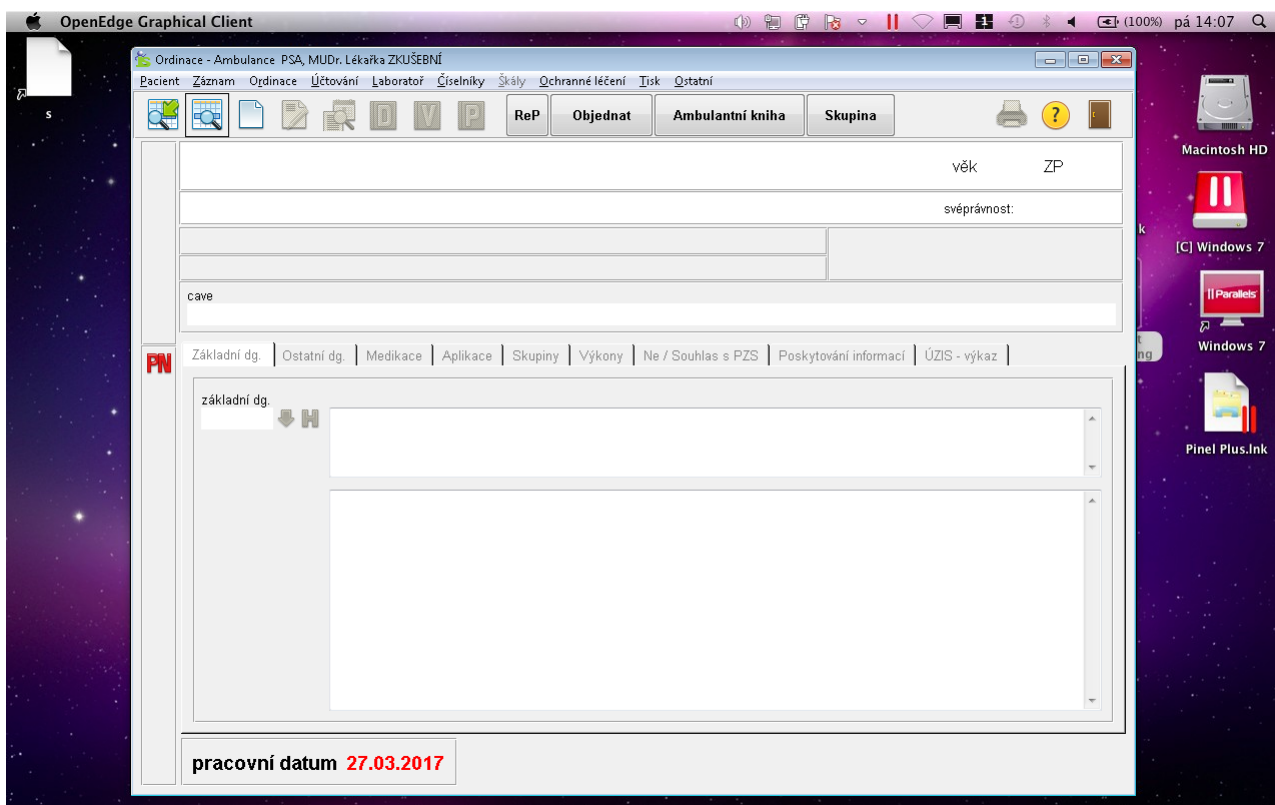 OpenEdge Graphical Client
(100%) pá 14:07
s
Ordinace - Ambulance PSA, MUDr. Lékařka ZKUŠEBNÍ
Pacient Záznam Ordinace Účtování Laboratoř Číselníky Škály Ochranné léčení Tisk Ostatní
D V P ReP Objednat Ambulantní kniha Skupina ?
věk ZP
svéprávnost:
cave
PN
Základní dg. Ostatní dg. Medikace Aplikace Skupiny Výkony Ne / Souhlas s PZS Poskytování informací ÚZIS - výkaz
základní dg.
pracovní datum 27.03.2017
Macintosh HD
k
[C] Windows 7
Parallels
t
ng
Windows 7
Pinel Plus.lnk